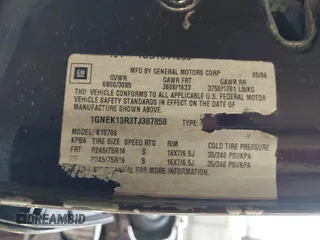 GM
MFD BY GENERAL MOTORS CORP 05/96
GVWR GAWR FRT GAWR RR
6800/3085 3600/1633 3750/1701 LB/KG
THIS VEHICLE CONFORMS TO ALL APPLICABLE U.S. FEDERAL MOTOR
VEHICLE SAFETY STANDARDS IN EFFECT ON THE DATE OF
MANUFACTURE SHOWN ABOVE.
1GNEK13R3TJ387858 TYPE:
MODEL: K10706
KPBA TIRE SIZE SPEED RTG RIM COLD TIRE PRESSURE
FRT P245/75R16 S 16X7/6.5J 35/240 PSI/KPA
P245/75R16 S 16X7/6.5J 35/240 PSI/KPA
DREAMBID